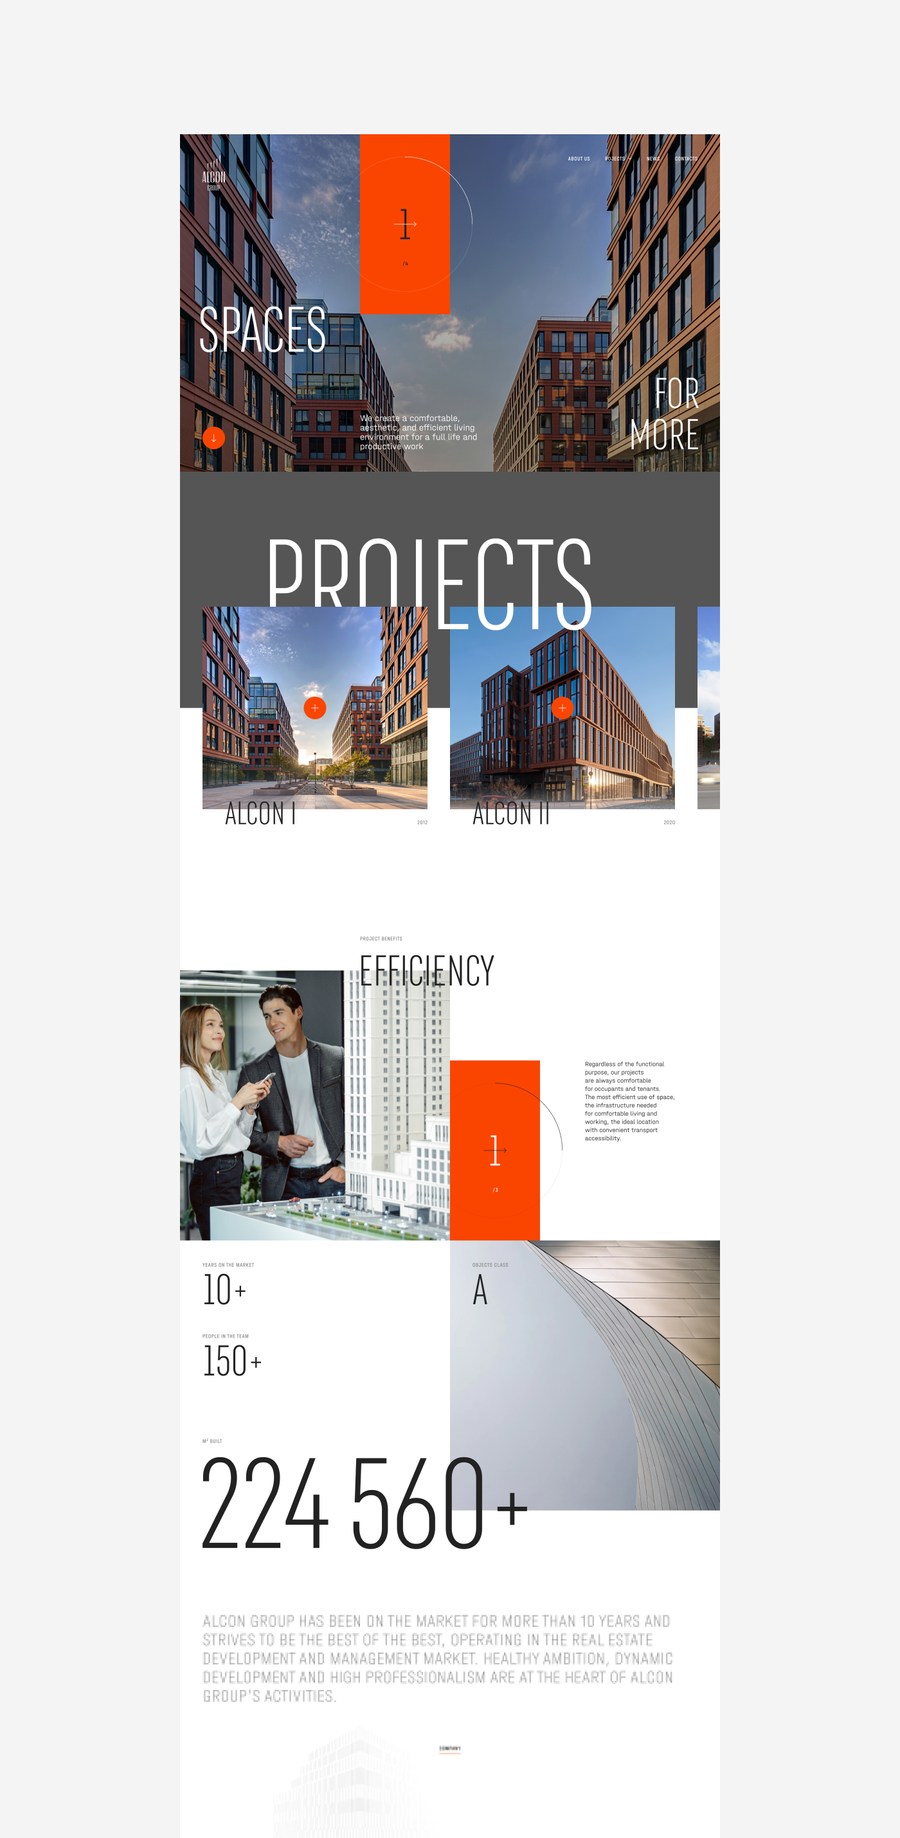 ALCON
GROUP
ABOUT US
POJECTS
NEWS
CONTACTS
1
/4
SPACES
FOR
MORE
We create a comfortable,
aesthetic, and efficient living
environment for a full life and
productive work
PROJECTS
ALCON I
2012
ALCON II
2020
PROJECT BENEFITS
EFFICIENCY
Regardless of the functional
purpose, our projects
are always comfortable
for occupants and tenants.
The most efficient use of space,
the infrastructure needed
for comfortable living and
working, the ideal location
with convenient transport
accessibility.
1
/3
YEARS ON THE MARKET
10+
OBJECTS CLASS
A
PEOPLE IN THE TEAM
150+
M² BUILT
224 560+
ALCON GROUP HAS BEEN ON THE MARKET FOR MORE THAN 10 YEARS AND
STRIVES TO BE THE BEST OF THE BEST, OPERATING IN THE REAL ESTATE
DEVELOPMENT AND MANAGEMENT MARKET. HEALTHY AMBITION, DYNAMIC
DEVELOPMENT AND HIGH PROFESSIONALISM ARE AT THE HEART OF ALCON
GROUP'S ACTIVITIES.
COMPANY